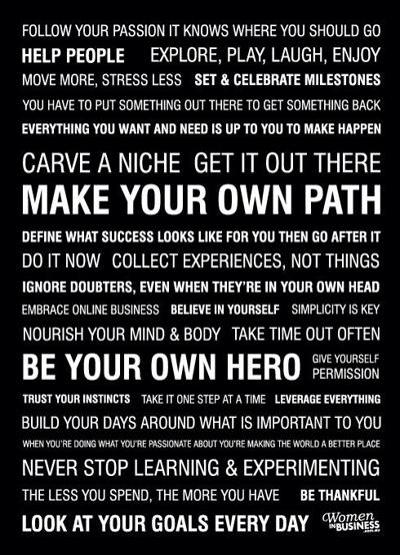 FOLLOW YOUR PASSION IT KNOWS WHERE YOU SHOULD GO
HELP PEOPLE EXPLORE, PLAY, LAUGH, ENJOY
MOVE MORE, STRESS LESS SET & CELEBRATE MILESTONES
YOU HAVE TO PUT SOMETHING OUT THERE TO GET SOMETHING BACK
EVERYTHING YOU WANT AND NEED IS UP TO YOU TO MAKE HAPPEN
CARVE A NICHE GET IT OUT THERE
MAKE YOUR OWN PATH
DEFINE WHAT SUCCESS LOOKS LIKE FOR YOU THEN GO AFTER IT
DO IT NOW COLLECT EXPERIENCES, NOT THINGS
IGNORE DOUBTERS, EVEN WHEN THEY'RE IN YOUR OWN HEAD
EMBRACE ONLINE BUSINESS BELIEVE IN YOURSELF SIMPLICITY IS KEY
NOURISH YOUR MIND & BODY TAKE TIME OUT OFTEN
BE YOUR OWN HERO GIVE YOURSELF
PERMISSION
TRUST YOUR INSTINCTS TAKE IT ONE STEP AT A TIME LEVERAGE EVERYTHING
BUILD YOUR DAYS AROUND WHAT IS IMPORTANT TO YOU
WHEN YOU'RE DOING WHAT YOU'RE PASSIONATE ABOUT YOU'RE MAKING THE WORLD A BETTER PLACE
NEVER STOP LEARNING & EXPERIMENTING
THE LESS YOU SPEND, THE MORE YOU HAVE BE THANKFUL
LOOK AT YOUR GOALS EVERY DAY Women
IN BUSINESS
.com.au